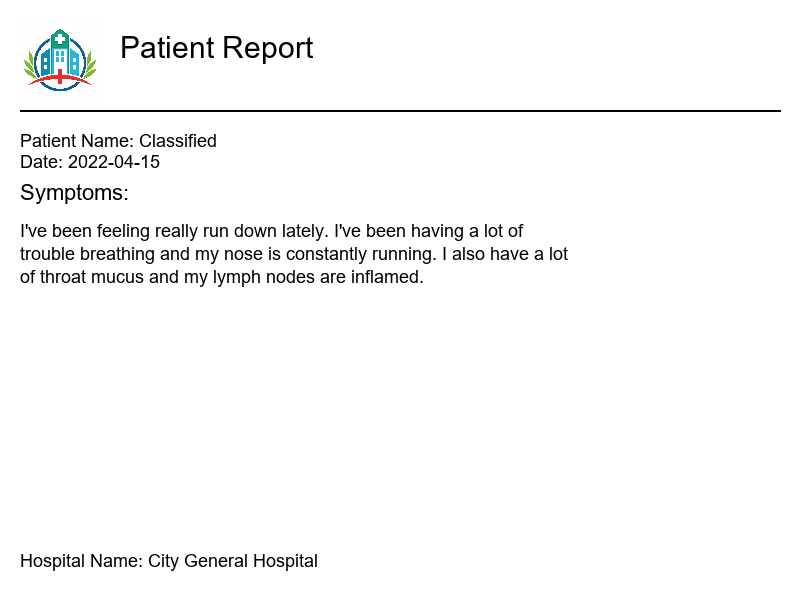 Patient Report
Patient Name: Classified
Date: 2022-04-15
Symptoms:
I've been feeling really run down lately. I've been having a lot of
trouble breathing and my nose is constantly running. I also have a lot
of throat mucus and my lymph nodes are inflamed.
Hospital Name: City General Hospital